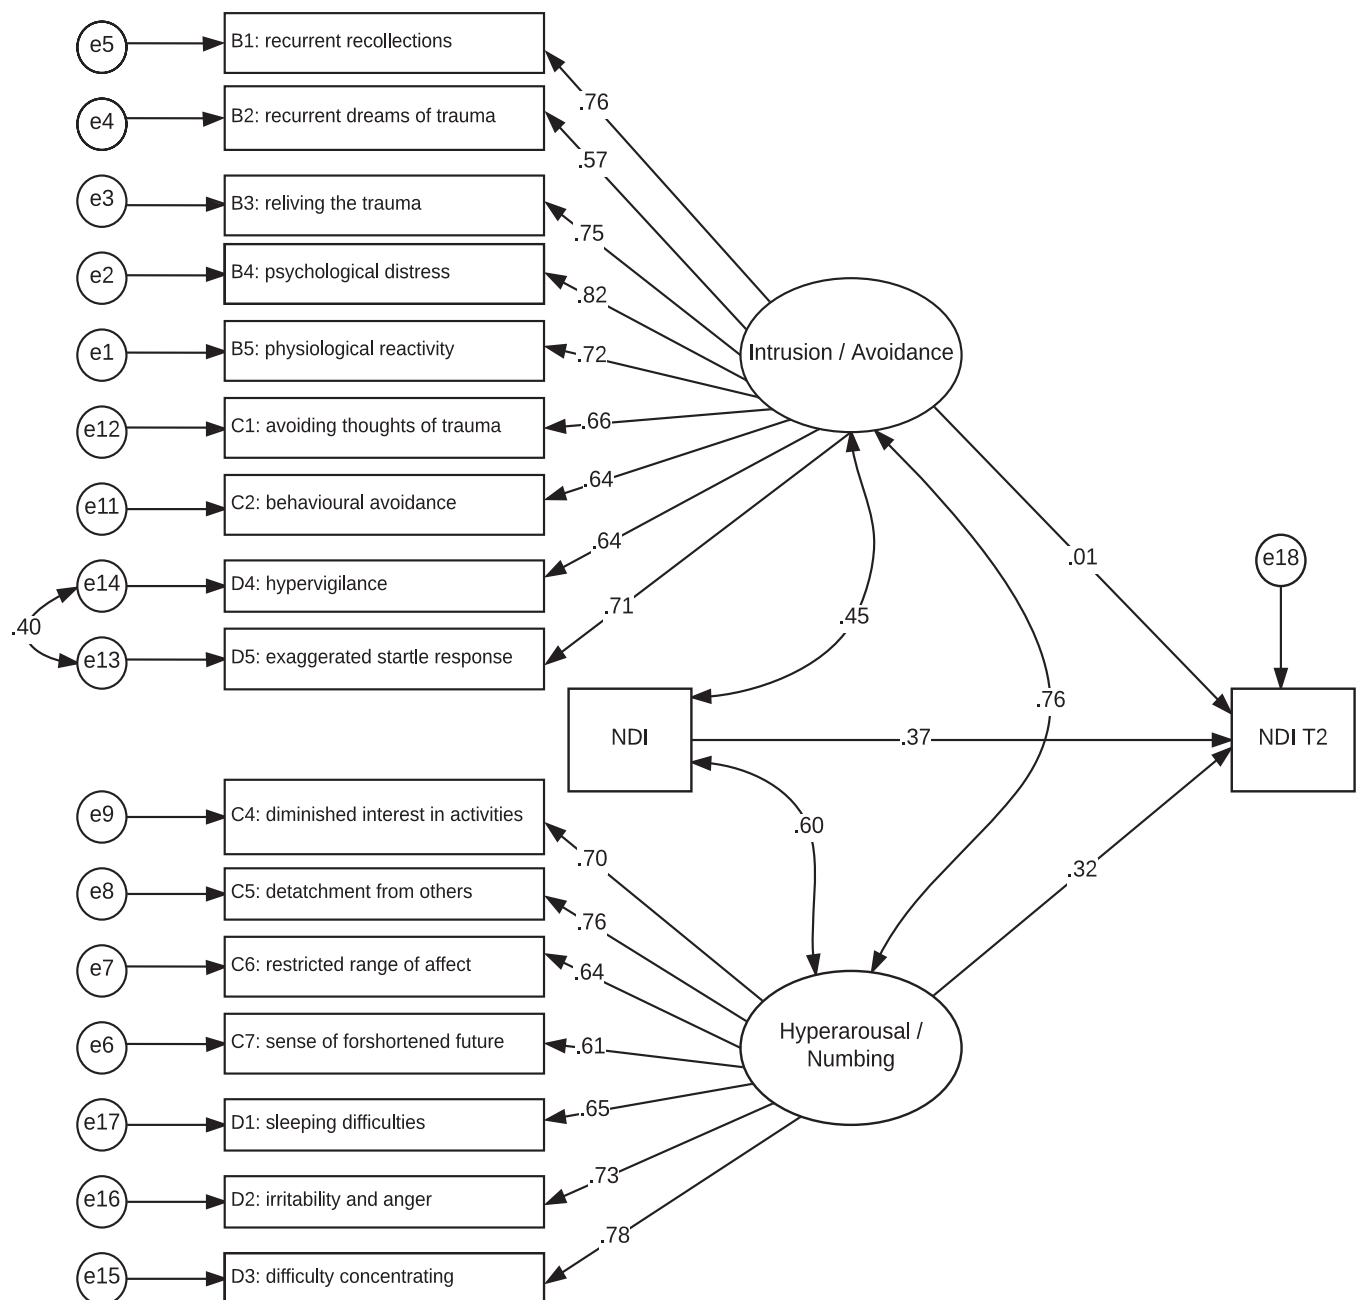 e5
B1: recurrent recollections
.76
e4
B2: recurrent dreams of trauma
.57
e3
B3: reliving the trauma
.75
e2
B4: psychological distress
.82
e1
B5: physiological reactivity
.72
Intrusion / Avoidance
e12
C1: avoiding thoughts of trauma
.66
e11
C2: behavioural avoidance
.64
e14
D4: hypervigilance
.64
.40
e13
D5: exaggerated startle response
.71
.45
.76
.01
e18
NDI
.37
NDI T2
.60
.32
e9
C4: diminished interest in activities
.70
e8
C5: detatchment from others
.76
e7
C6: restricted range of affect
.64
e6
C7: sense of forshortened future
.61
Hyperarousal /
Numbing
e17
D1: sleeping difficulties
.65
e16
D2: irritability and anger
.73
e15
D3: difficulty concentrating
.78